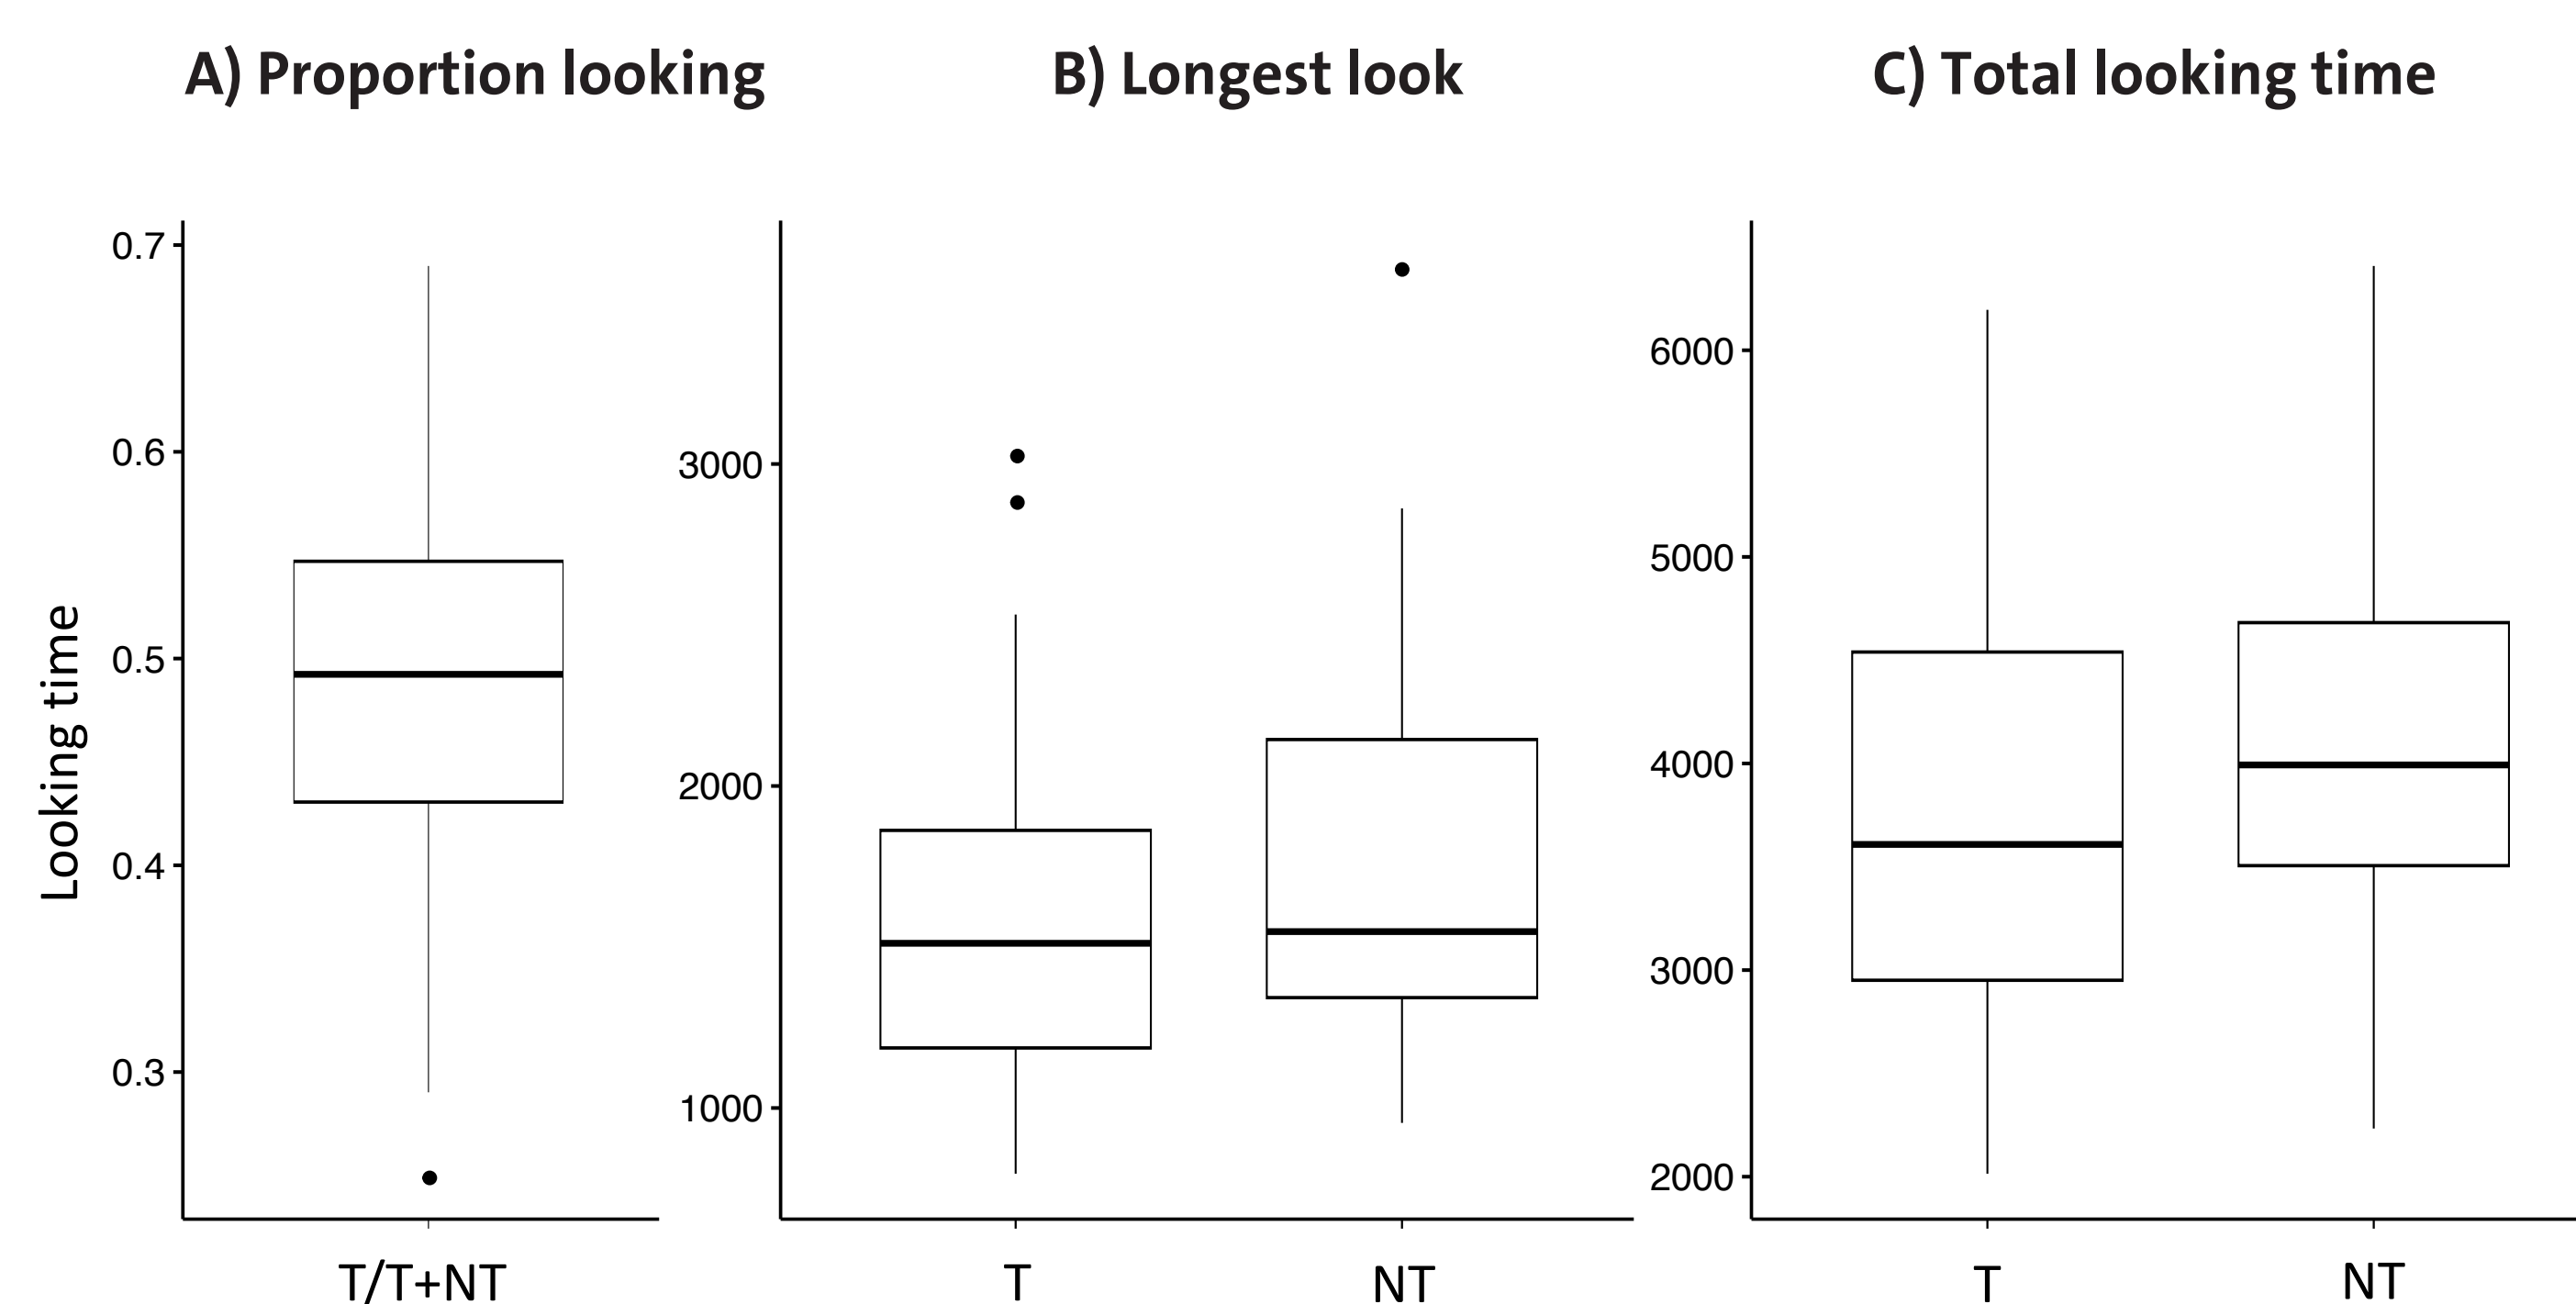 A) Proportion looking
B) Longest look
C) Total looking time
Looking time
0.7
0.6
0.5
0.4
0.3
T/T+NT
3000
2000
1000
T
NT
6000
5000
4000
3000
2000
T
NT